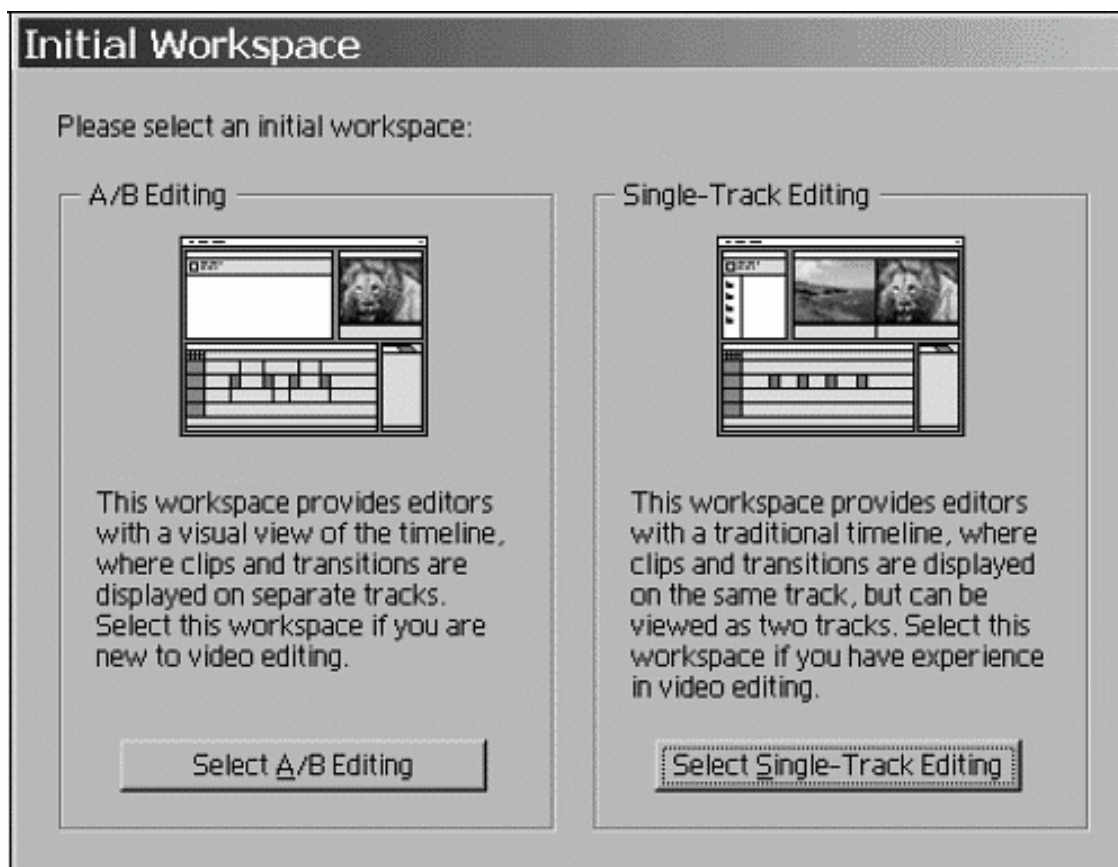 Initial Workspace
Please select an initial workspace:
A/B Editing
This workspace provides editors
with a visual view of the timeline,
where clips and transitions are
displayed on separate tracks.
Select this workspace if you are
new to video editing.
Select A/B Editing
Single-Track Editing
This workspace provides editors
with a traditional timeline, where
clips and transitions are displayed
on the same track, but can be
viewed as two tracks. Select this
workspace if you have experience
in video editing.
Select Single-Track Editing